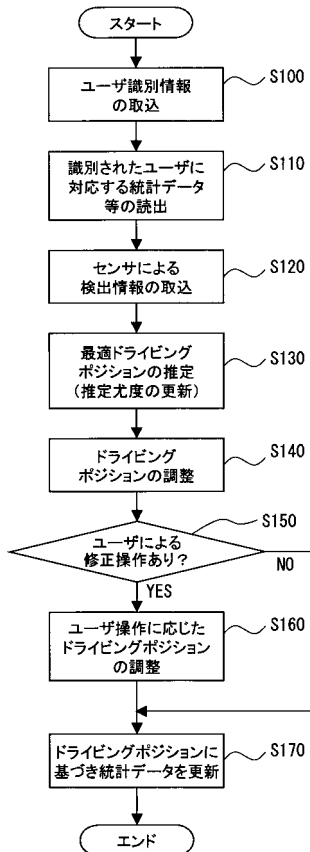 スタート
ユーザ識別情報
の取込
S100
識別されたユーザに
対応する統計データ
等の読出
S110
センサによる
検出情報の取込
S120
最適ドライビング
ポジションの推定
(推定尤度の更新)
S130
ドライビング
ポジションの調整
S140
ユーザによる
修正操作あり?
S150
NO
YES
ユーザ操作に応じた
ドライビングポジション
の調整
S160
ドライビングポジションに
基づき統計データを更新
S170
エンド